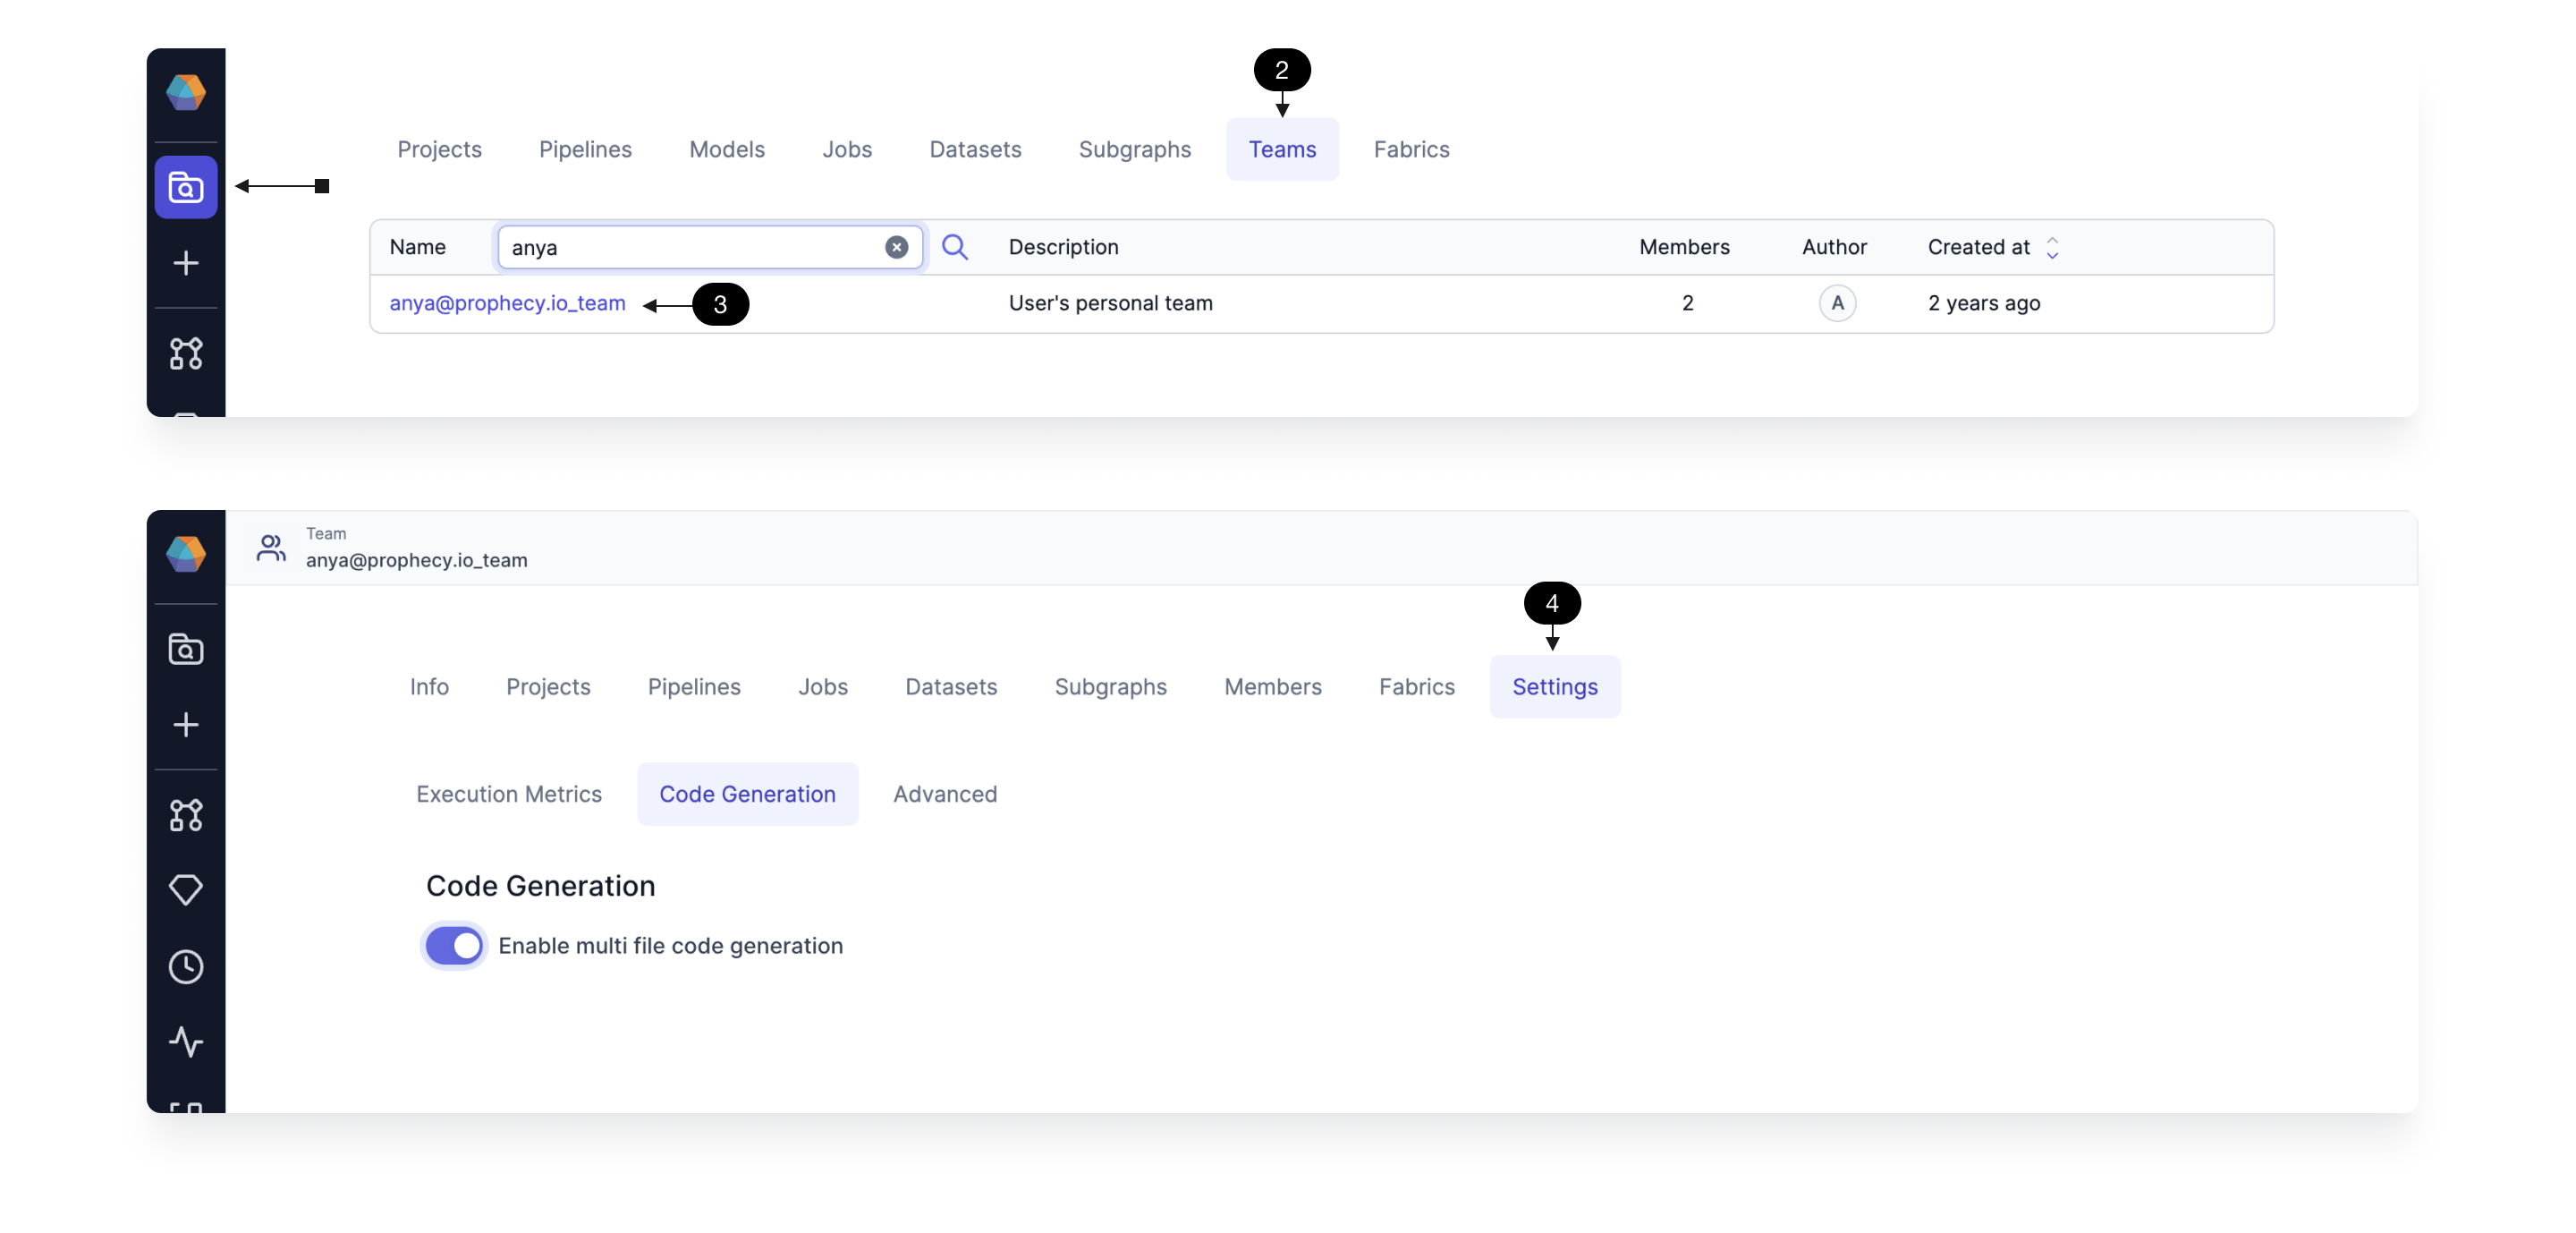 2
Projects Pipelines Models Jobs Datasets Subgraphs Teams Fabrics
Name anya Description Members Author Created at
anya@prophecy.io_team 3 User's personal team 2 A 2 years ago
Team
anya@prophecy.io_team
4
Info Projects Pipelines Jobs Datasets Subgraphs Members Fabrics Settings
Execution Metrics Code Generation Advanced
Code Generation
Enable multi file code generation